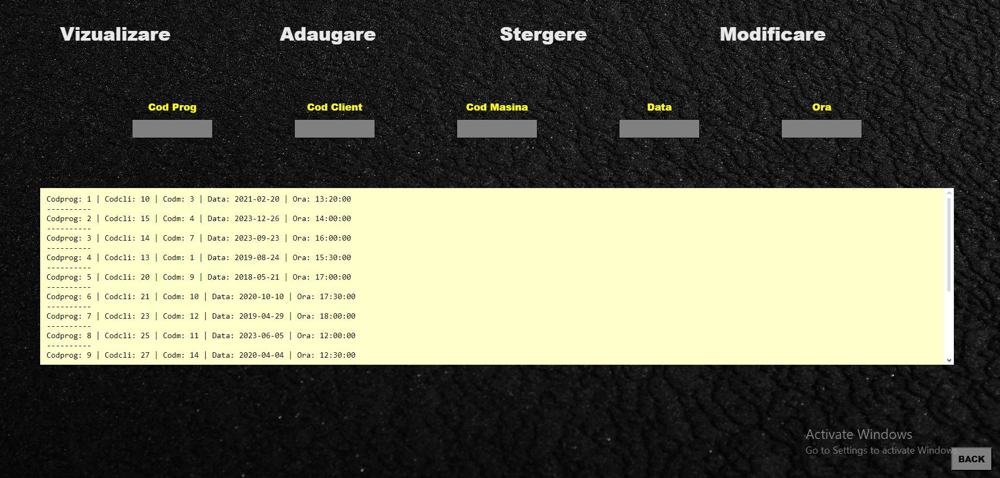 Vizualizare Adaugare Stergere Modificare
Cod Prog Cod Client Cod Masina Data Ora
Codprog: 1 | Codcli: 10 | Codm: 3 | Data: 2021-02-20 | Ora: 13:20:00
----------
Codprog: 2 | Codcli: 15 | Codm: 4 | Data: 2023-12-26 | Ora: 14:00:00
----------
Codprog: 3 | Codcli: 14 | Codm: 7 | Data: 2023-09-23 | Ora: 16:00:00
----------
Codprog: 4 | Codcli: 13 | Codm: 1 | Data: 2019-08-24 | Ora: 15:30:00
----------
Codprog: 5 | Codcli: 20 | Codm: 9 | Data: 2018-05-21 | Ora: 17:00:00
----------
Codprog: 6 | Codcli: 21 | Codm: 10 | Data: 2020-10-10 | Ora: 17:30:00
----------
Codprog: 7 | Codcli: 23 | Codm: 12 | Data: 2019-04-29 | Ora: 18:00:00
----------
Codprog: 8 | Codcli: 25 | Codm: 11 | Data: 2023-06-05 | Ora: 12:00:00
----------
Codprog: 9 | Codcli: 27 | Codm: 14 | Data: 2020-04-04 | Ora: 12:30:00
Activate Windows
Go to Settings to activate Windows.
BACK